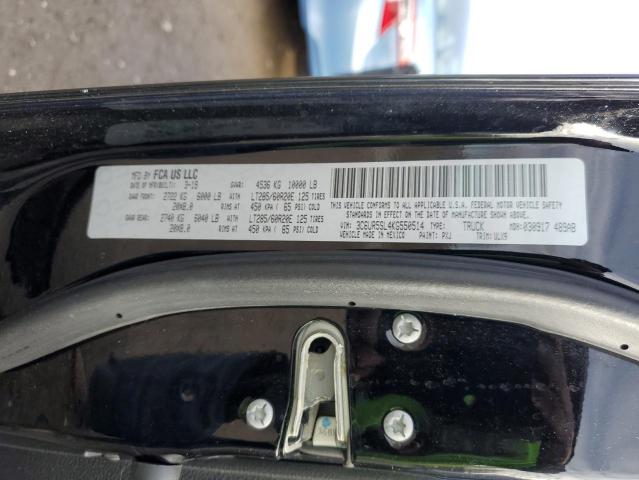 MFD BY FCA US LLC
DATE OF MFR/BUILT: 3-19 GVWR: 4536 KG 10000 LB
GAWR FRONT: 2722 KG 6000 LB WITH LT285/60R20E 125 TIRES
20X8.0 RIMS AT 450 KPA ( 65 PSI) COLD
GAWR REAR: 2740 KG 6040 LB WITH LT285/60R20E 125 TIRES
20X8.0 RIMS AT 450 KPA ( 65 PSI) COLD
THIS VEHICLE CONFORMS TO ALL APPLICABLE U.S.A. FEDERAL MOTOR VEHICLE SAFETY
STANDARDS IN EFFECT ON THE DATE OF MANUFACTURE SHOWN ABOVE.
VIN: 3C6UR5SL4KG550514 TYPE: TRUCK MDH: 030917 489AB
VEHICLE MADE IN MEXICO PAINT: PXJ TRIM: ULX9